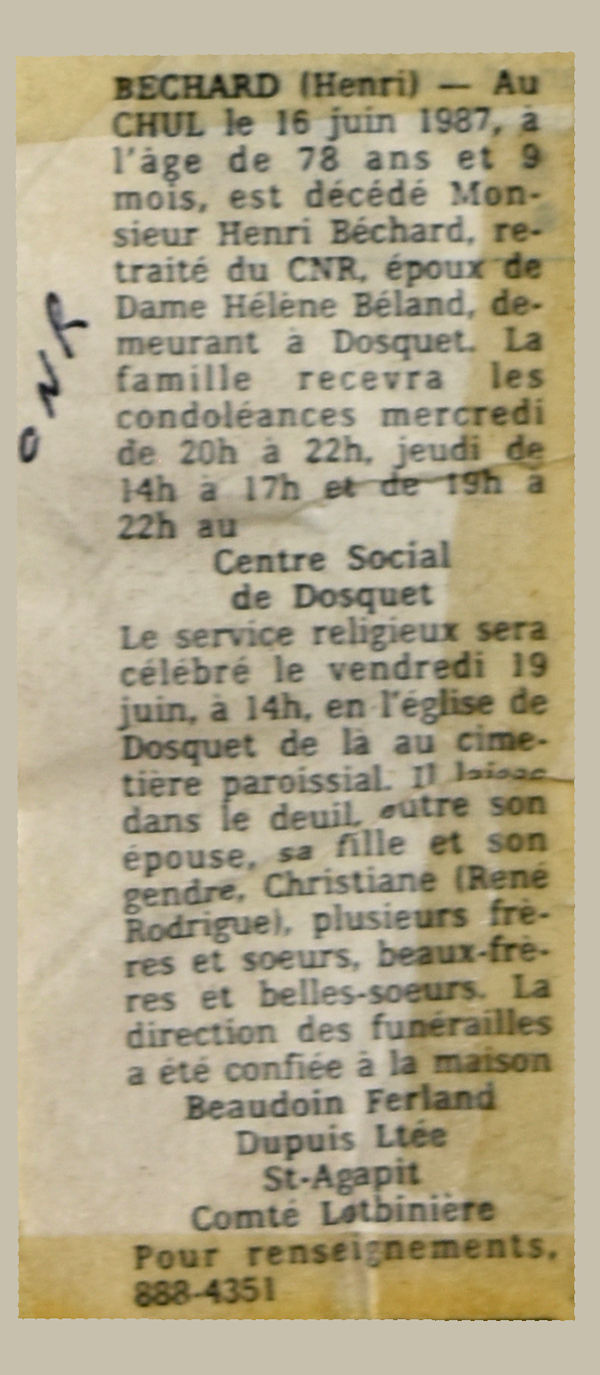 BECHARD (Henri) — Au
CHUL le 16 juin 1987, à
l'âge de 78 ans et 9
mois, est décédé Mon-
sieur Henri Béchard, re-
traité du CNR, époux de
Dame Hélène Béland, de-
meurant à Dosquet. La
famille recevra les
condoléances mercredi
de 20h à 22h, jeudi de
14h à 17h et de 19h à
22h au
Centre Social
de Dosquet
Le service religieux sera
célébré le vendredi 19
juin, à 14h, en l'église de
Dosquet de là au cime-
tière paroissial. Il laisse
dans le deuil, outre son
épouse, sa fille et son
gendre, Christiane (René
Rodrigue), plusieurs frè-
res et soeurs, beaux-frè-
res et belles-soeurs. La
direction des funérailles
a été confiée à la maison
Beaudoin Ferland
Dupuis Ltée
St-Agapit
Comté Lotbinière
Pour renseignements,
888-4351
CNR